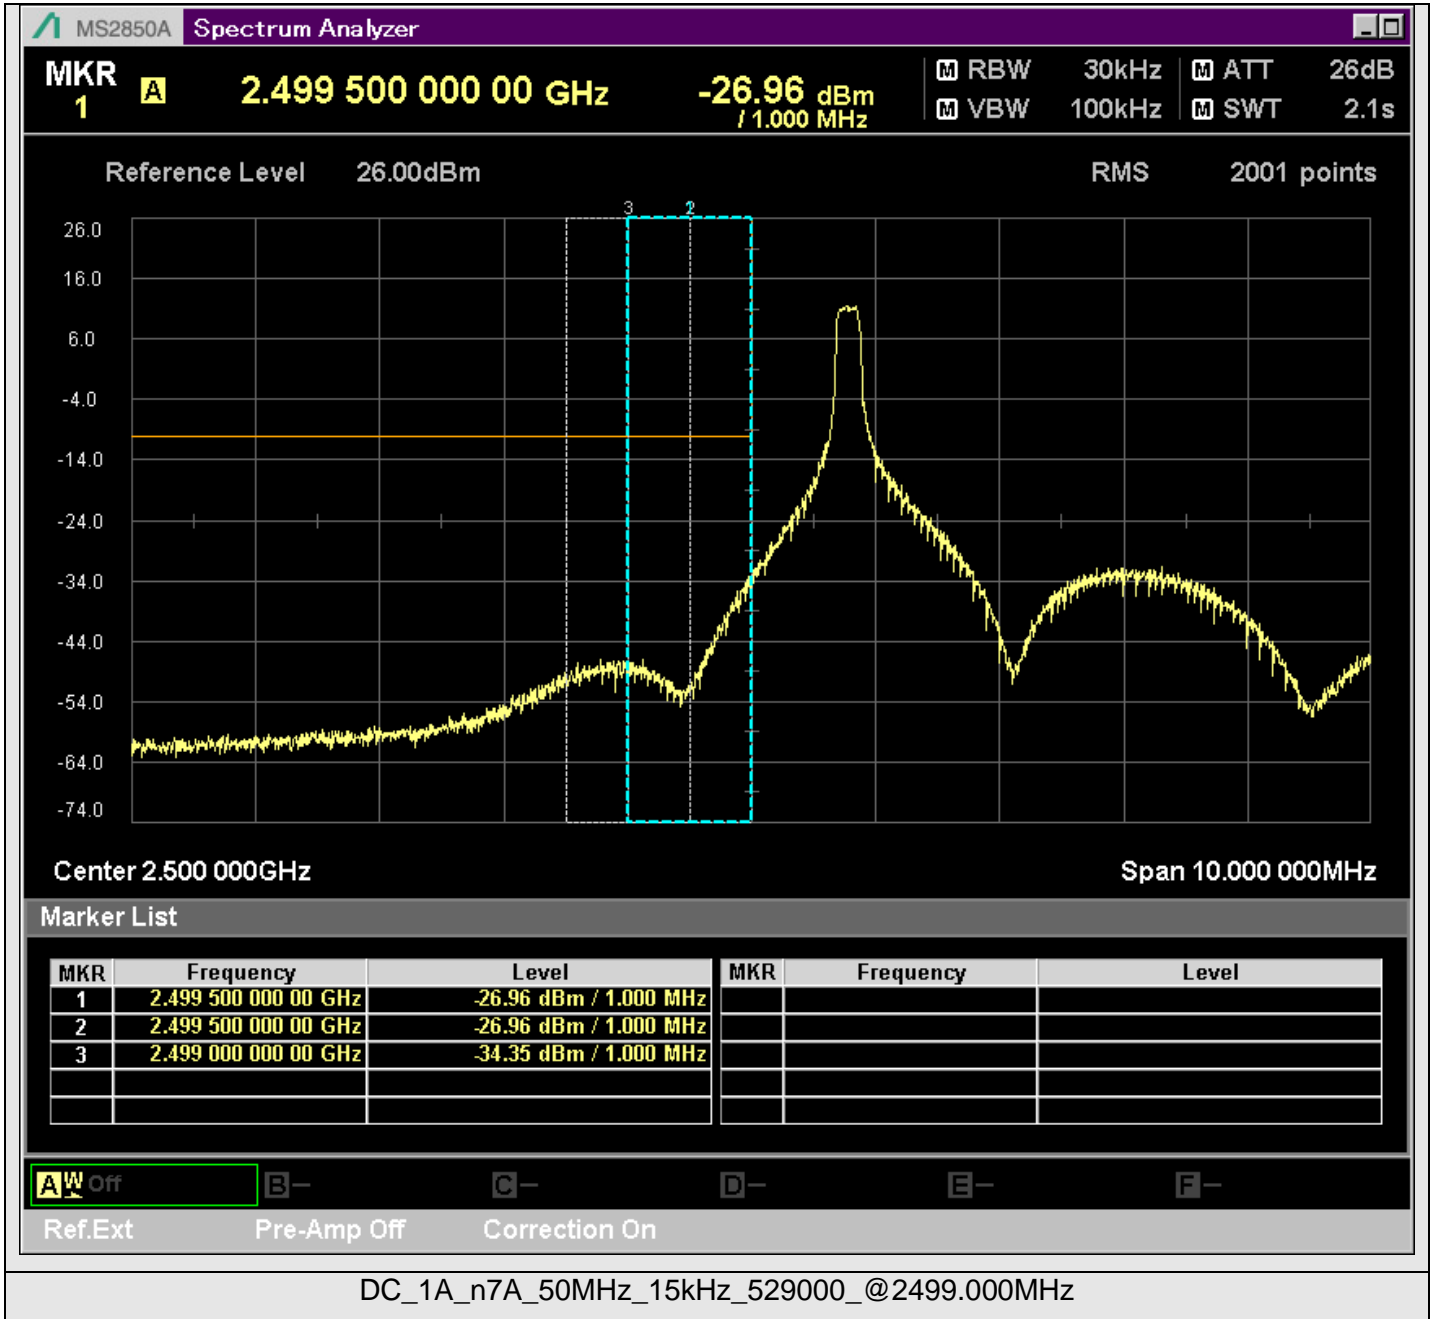 MS2850A Spectrum Analyzer
MKR 1 A 2.499 500 000 00 GHz -26.96 dBm / 1.000 MHz
M RBW 30kHz M ATT 26dB
M VBW 100kHz M SWT 2.1s
Reference Level 26.00dBm RMS 2001 points
3 2
26.0
16.0
6.0
-4.0
-14.0
-24.0
-34.0
-44.0
-54.0
-64.0
-74.0
Center 2.500 000GHz Span 10.000 000MHz
Marker List
MKR Frequency Level MKR Frequency Level
1 2.499 500 000 00 GHz -26.96 dBm / 1.000 MHz
2 2.499 500 000 00 GHz -26.96 dBm / 1.000 MHz
3 2.499 000 000 00 GHz -34.35 dBm / 1.000 MHz
A W Off B - C - D - E - F -
Ref.Ext Pre-Amp Off Correction On
DC_1A_n7A_50MHz_15kHz_529000_@2499.000MHz